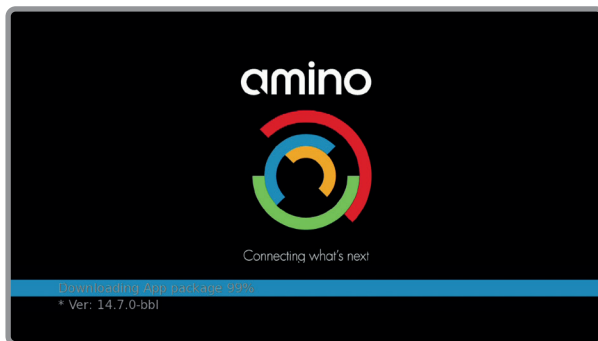 amino
Connecting what's next
Downloading App package 99%
* Ver: 14.7.0-bbl